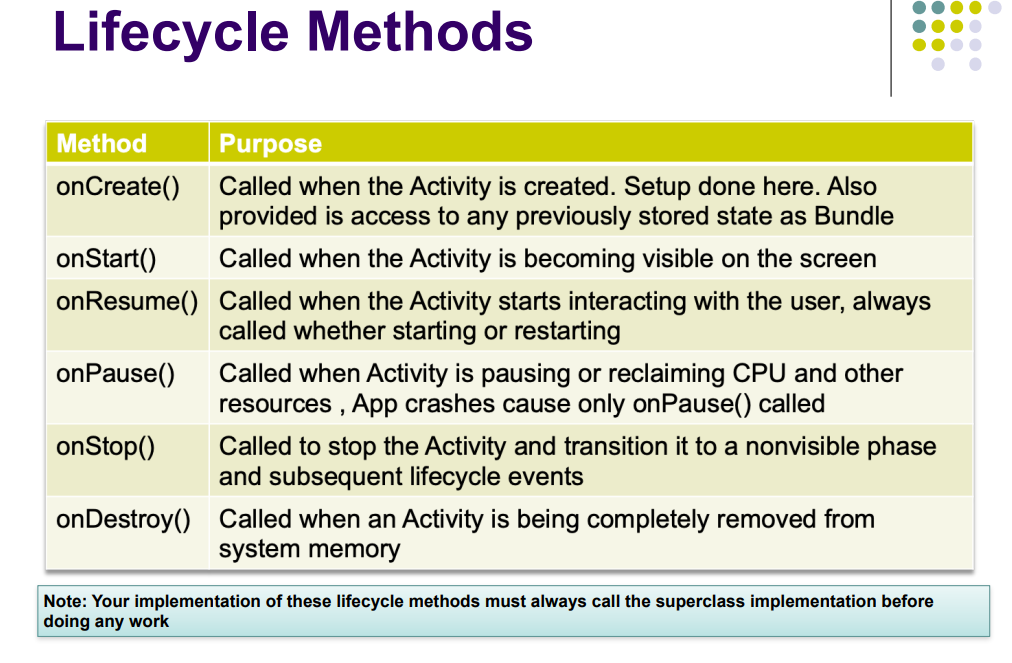 Lifecycle Methods
Method Purpose
onCreate() Called when the Activity is created. Setup done here. Also
provided is access to any previously stored state as Bundle
onStart() Called when the Activity is becoming visible on the screen
onResume() Called when the Activity starts interacting with the user, always
called whether starting or restarting
onPause() Called when Activity is pausing or reclaiming CPU and other
resources , App crashes cause only onPause() called
onStop() Called to stop the Activity and transition it to a nonvisible phase
and subsequent lifecycle events
onDestroy() Called when an Activity is being completely removed from
system memory
Note: Your implementation of these lifecycle methods must always call the superclass implementation before
doing any work